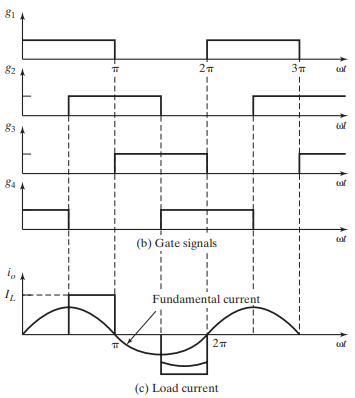 g1
π 2π 3π ωt
g2
ωt
g3
ωt
g4
ωt
(b) Gate signals
io
IL
Fundamental current
π 2π ωt
(c) Load current